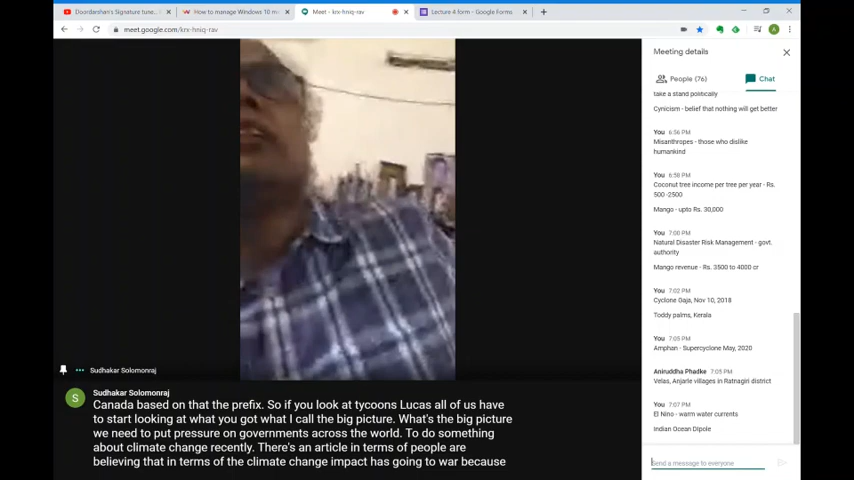 Doordarshan's Signature tune...
How to manage Windows 10 m
Meet - krx-hniq-rav
Lecture 4 form - Google Forms
meet.google.com/krx-hniq-rav
Meeting details
People (76)
Chat
take a stand politically
Cynicism - belief that nothing will get better
You 6:56 PM
Misanthropes - those who dislike
humankind
You 6:58 PM
Coconut tree income per tree per year - Rs.
500 -2500
Mango - upto Rs. 30,000
You 7:00 PM
Natural Disaster Risk Management - govt.
authority
Mango revenue - Rs. 3500 to 4000 cr
You 7:02 PM
Cyclone Gaja, Nov 10, 2018
Toddy palms, Kerala
You 7:05 PM
Amphan - Supercyclone May, 2020
Aniruddha Phadke 7:05 PM
Velas, Anjarle villages in Ratnagiri district
You 7:07 PM
El Nino - warm water currents
Indian Ocean Dipole
Send a message to everyone
Sudhakar Solomonraj
S
Sudhakar Solomonraj
Canada based on that the prefix. So if you look at tycoons Lucas all of us have
to start looking at what you got what I call the big picture. What's the big picture
we need to put pressure on governments across the world. To do something
about climate change recently. There's an article in terms of people are
believing that in terms of the climate change impact has going to war because